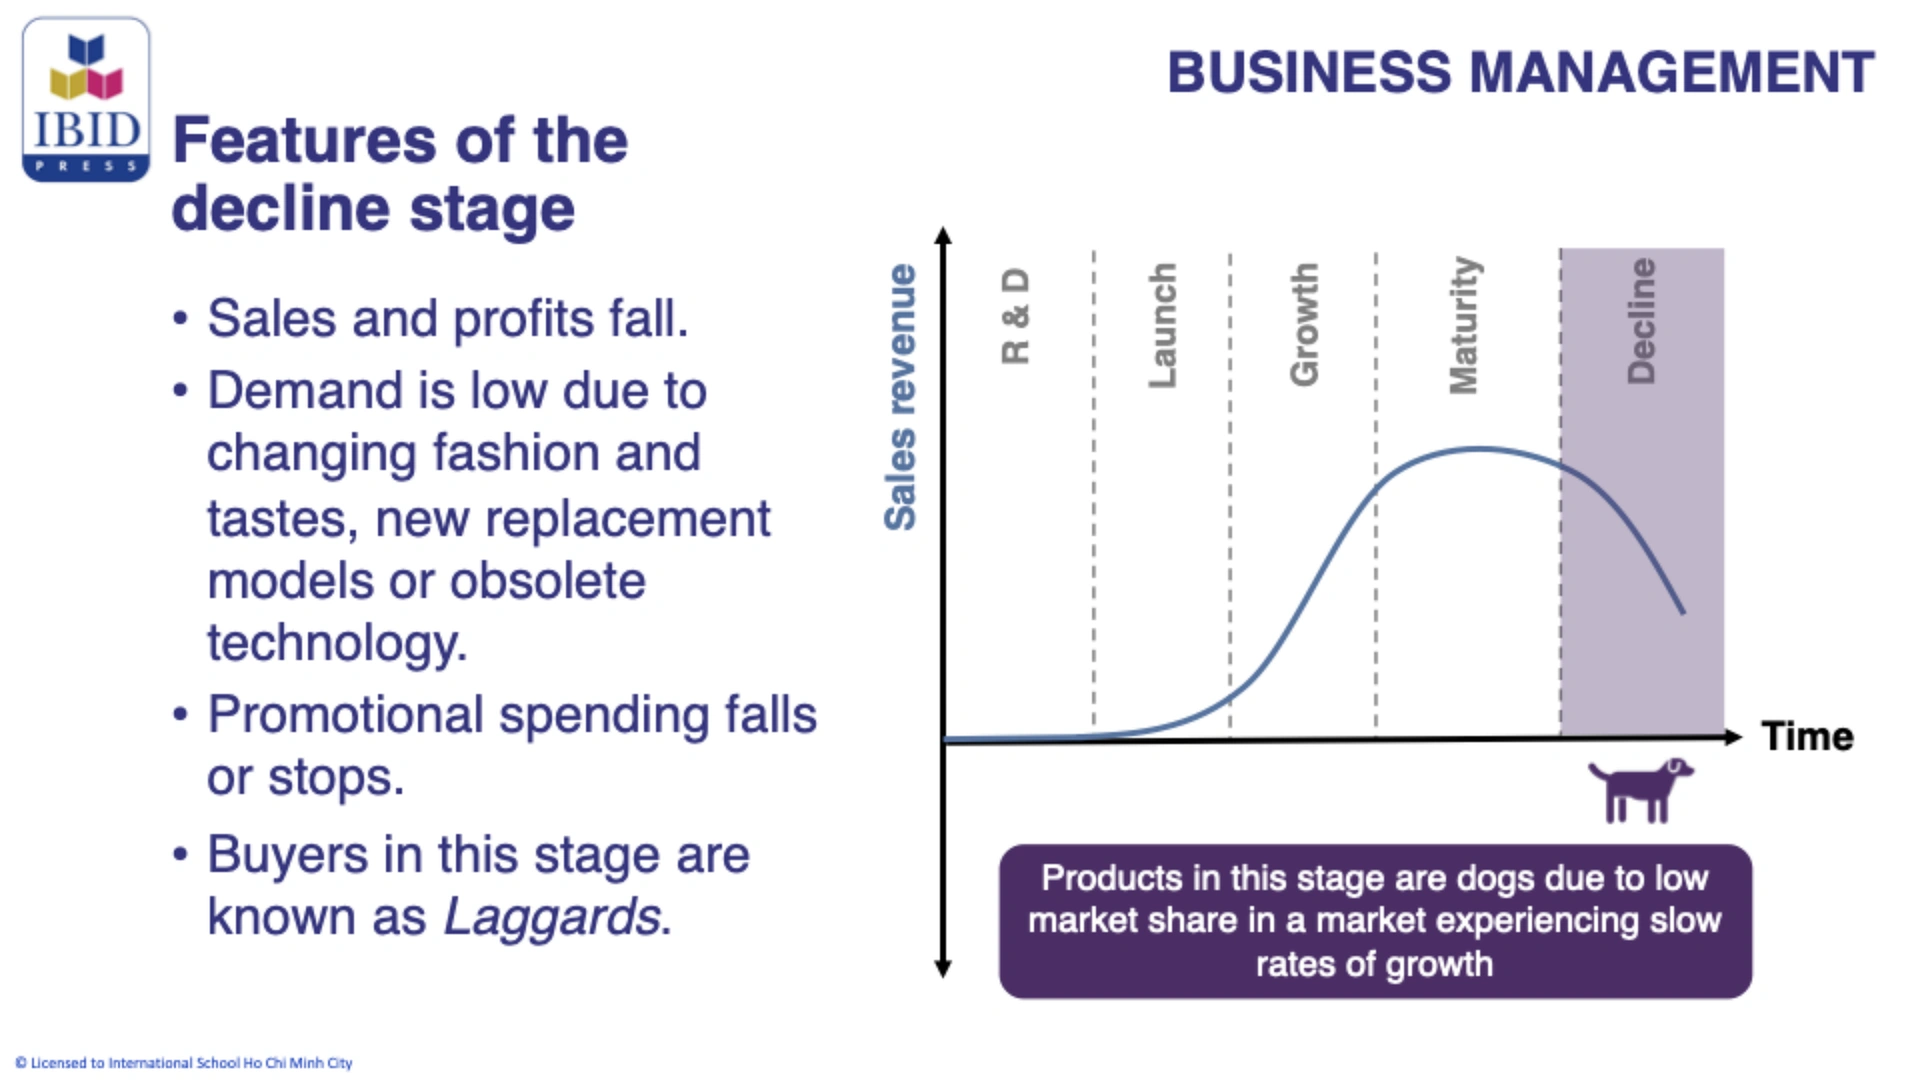 IBID
PRESS
BUSINESS MANAGEMENT
Features of the
decline stage
• Sales and profits fall.
• Demand is low due to
changing fashion and
tastes, new replacement
models or obsolete
technology.
• Promotional spending falls
or stops.
• Buyers in this stage are
known as Laggards.
Sales revenue
R & D
Launch
Growth
Maturity
Decline
Time
Products in this stage are dogs due to low
market share in a market experiencing slow
rates of growth
© Licensed to International School Ho Chi Minh City